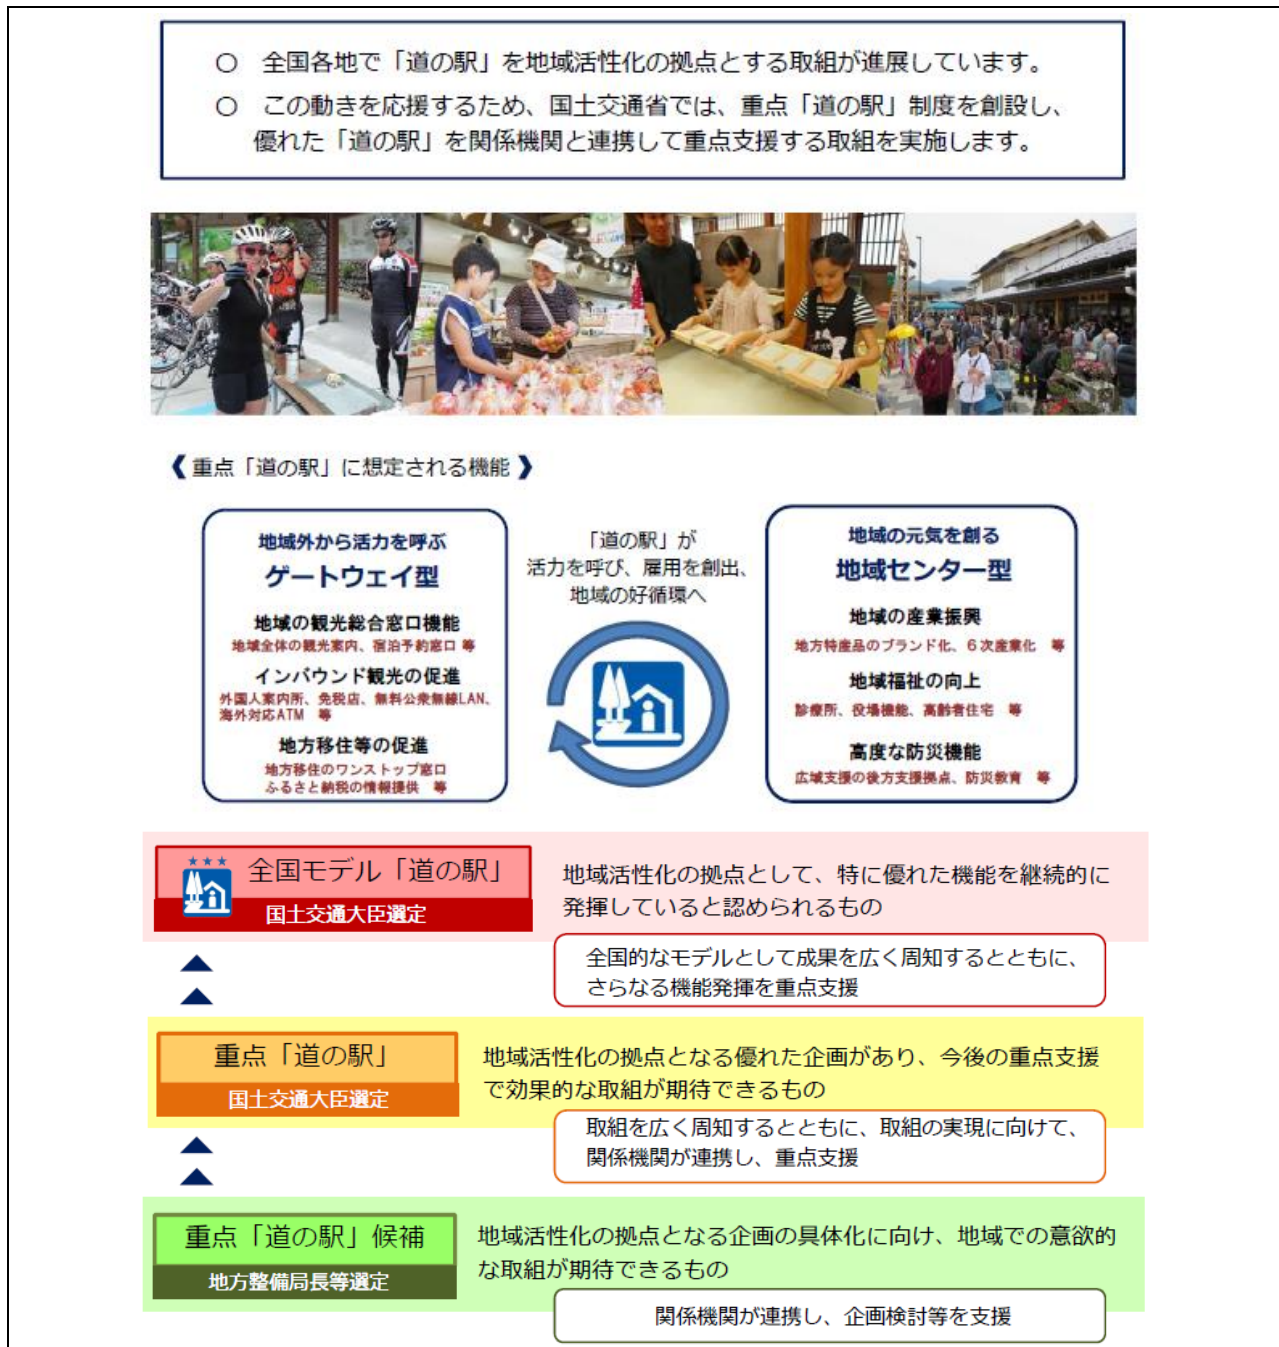 ○ 全国各地で「道の駅」を地域活性化の拠点とする取組が進展しています。
○ この動きを応援するため、国土交通省では、重点「道の駅」制度を創設し、
優れた「道の駅」を関係機関と連携して重点支援する取組を実施します。
《重点「道の駅」に想定される機能》
地域外から活力を呼ぶ
ゲートウェイ型
地域の観光総合窓口機能
地域全体の観光案内、宿泊予約窓口 等
インバウンド観光の促進
外国人案内所、免税店、無料公衆無線LAN、
海外対応ATM 等
地方移住等の促進
地方移住のワンストップ窓口
ふるさと納税の情報提供 等
「道の駅」が
活力を呼び、雇用を創出、
地域の好循環へ
地域の元気を創る
地域センター型
地域の産業振興
地方特産品のブランド化、6次産業化 等
地域福祉の向上
診療所、役場機能、高齢者住宅 等
高度な防災機能
広域支援の後方支援拠点、防災教育 等
★★★
全国モデル「道の駅」
国土交通大臣選定
地域活性化の拠点として、特に優れた機能を継続的に
発揮していると認められるもの
全国的なモデルとして成果を広く周知するとともに、
さらなる機能発揮を重点支援
重点「道の駅」
国土交通大臣選定
地域活性化の拠点となる優れた企画があり、今後の重点支援
で効果的な取組が期待できるもの
取組を広く周知するとともに、取組の実現に向けて、
関係機関が連携し、重点支援
重点「道の駅」候補
地方整備局長等選定
地域活性化の拠点となる企画の具体化に向け、地域での意欲的
な取組が期待できるもの
関係機関が連携し、企画検討等を支援